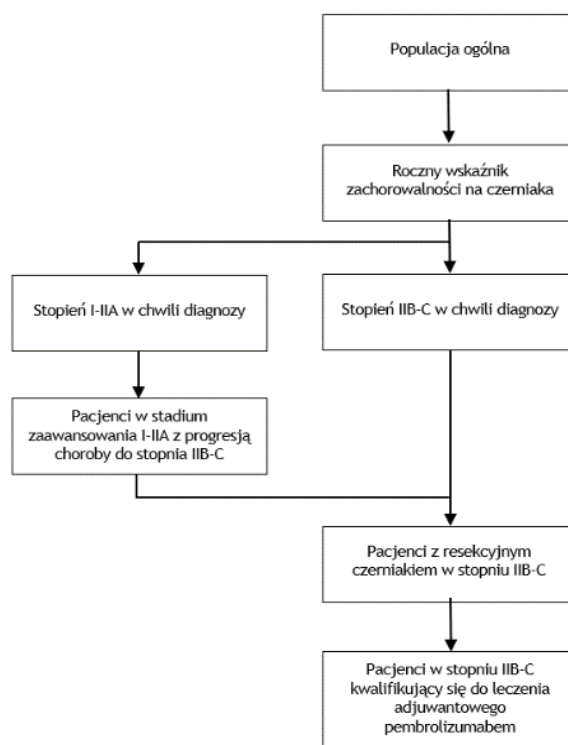 Populacja ogólna
Roczny wskaźnik
zachorowalności na czerniaka
Stopień I-IIA w chwili diagnozy
Stopień IIB-C w chwili diagnozy
Pacjenci w stadium
zaawansowania I-IIA z progresją
choroby do stopnia IIB-C
Pacjenci z resekcyjnym
czerniakiem w stopniu IIB-C
Pacjenci w stopniu IIB-C
kwalifikujący się do leczenia
adjuwantowego
pembrolizumabem